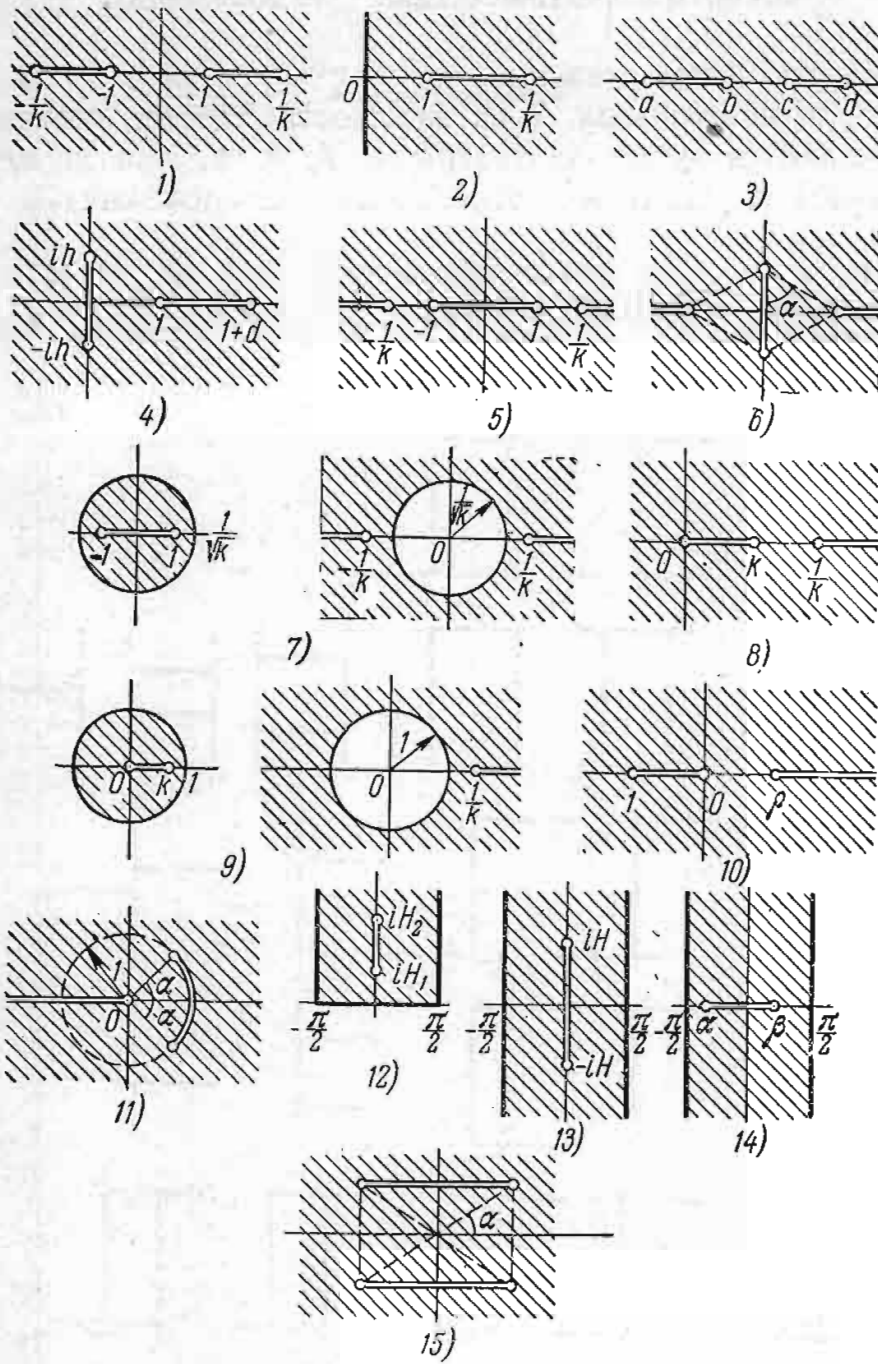 -1/k -1 1 1/k
0 1 1/k
a b c d
1) 2) 3)
ih
-ih 1 1+d
-1/k -1 1 1/k
α
4) 5) 6)
-1 1 1/√k
1/√k
0 -1/k 1/k
0 k 1/k
7) 8)
0 k 1
1
0 1/k
1 0 ρ
9) 10)
1 α
0 α
11)
iH₂
iH₁
-π/2 π/2
12)
iH
-π/2 π/2
-iH
13)
-π/2 α β π/2
14)
α
15)